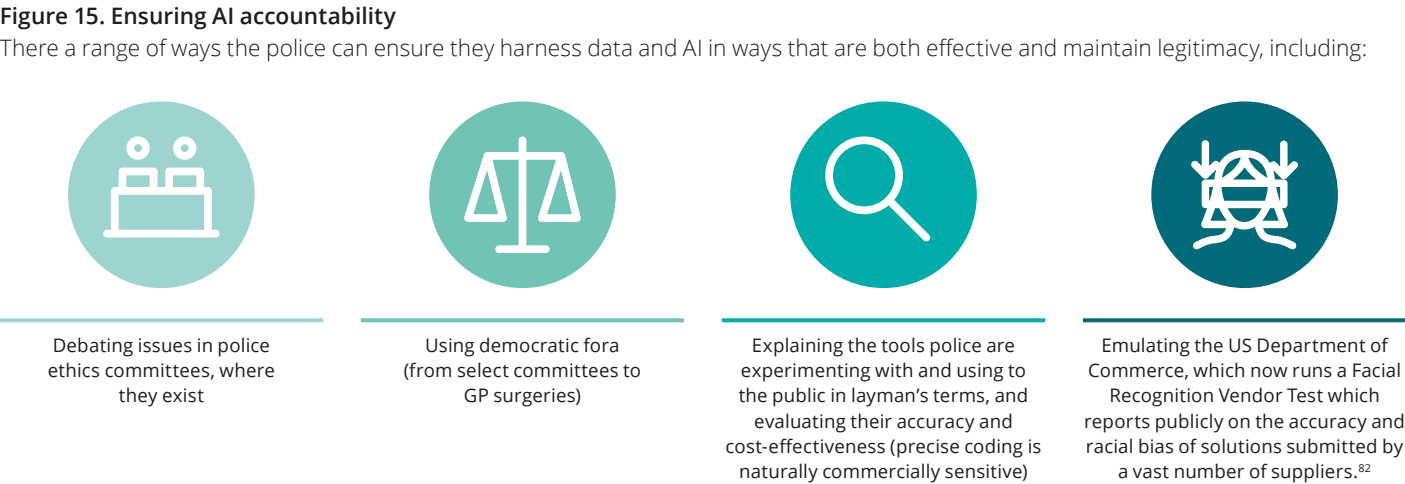 Figure 15. Ensuring AI accountability
There a range of ways the police can ensure they harness data and AI in ways that are both effective and maintain legitimacy, including:
Debating issues in police
ethics committees, where
they exist
Using democratic fora
(from select committees to
GP surgeries)
Explaining the tools police are
experimenting with and using to
the public in layman’s terms, and
evaluating their accuracy and
cost-effectiveness (precise coding is
naturally commercially sensitive)
Emulating the US Department of
Commerce, which now runs a Facial
Recognition Vendor Test which
reports publicly on the accuracy and
racial bias of solutions submitted by
a vast number of suppliers.⁸²